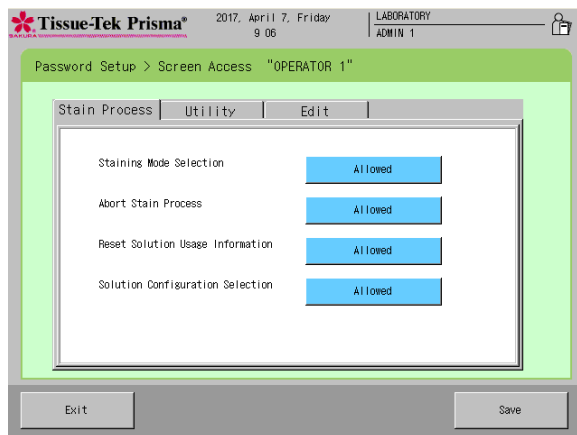 Tissue-Tek Prisma®
SAKURA
2017, April 7, Friday
9 06
LABORATORY
ADMIN 1
Password Setup > Screen Access "OPERATOR 1"
Stain Process Utility Edit
Staining Mode Selection Allowed
Abort Stain Process Allowed
Reset Solution Usage Information Allowed
Solution Configuration Selection Allowed
Exit Save